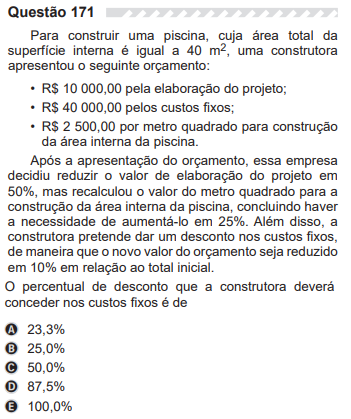 Questão 171
Para construir uma piscina, cuja área total da
superfície interna é igual a 40 m², uma construtora
apresentou o seguinte orçamento:
• R$ 10 000,00 pela elaboração do projeto;
• R$ 40 000,00 pelos custos fixos;
• R$ 2 500,00 por metro quadrado para construção
da área interna da piscina.
Após a apresentação do orçamento, essa empresa
decidiu reduzir o valor de elaboração do projeto em
50%, mas recalculou o valor do metro quadrado para a
construção da área interna da piscina, concluindo haver
a necessidade de aumentá-lo em 25%. Além disso, a
construtora pretende dar um desconto nos custos fixos,
de maneira que o novo valor do orçamento seja reduzido
em 10% em relação ao total inicial.
O percentual de desconto que a construtora deverá
conceder nos custos fixos é de
A 23,3%
B 25,0%
C 50,0%
D 87,5%
E 100,0%